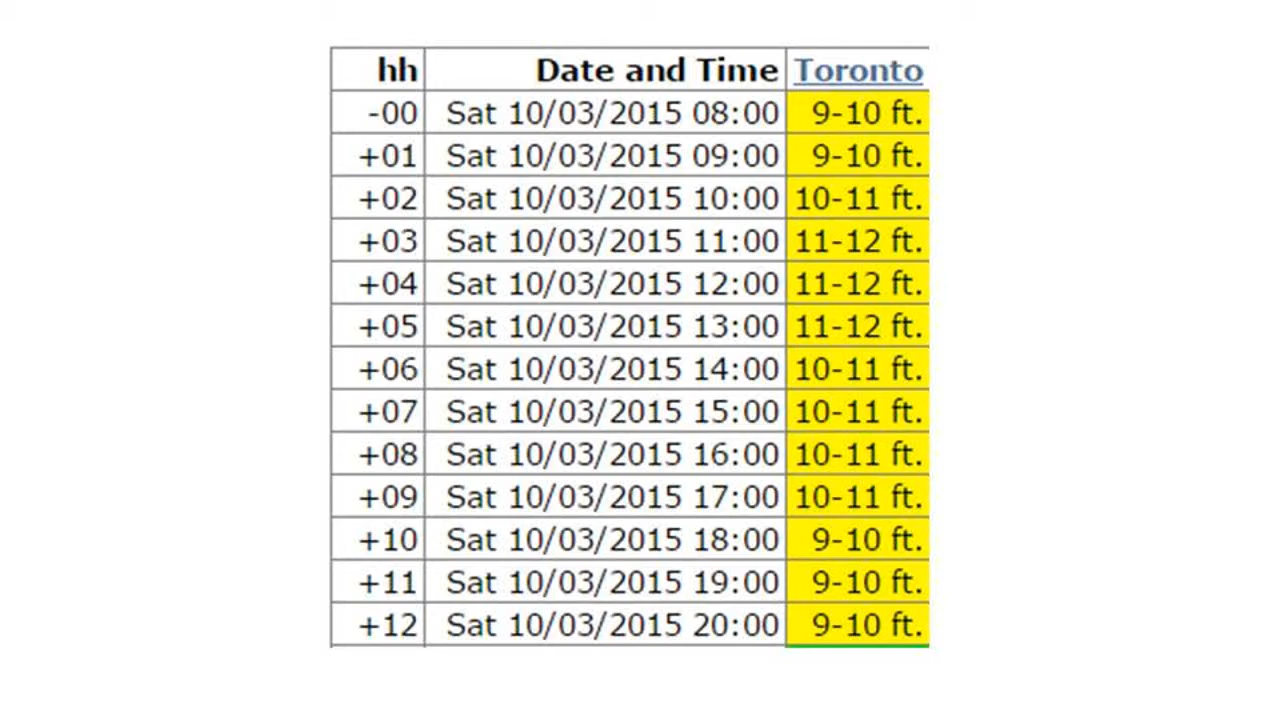 hh Date and Time Toronto
-00 Sat 10/03/2015 08:00 9-10 ft.
+01 Sat 10/03/2015 09:00 9-10 ft.
+02 Sat 10/03/2015 10:00 10-11 ft.
+03 Sat 10/03/2015 11:00 11-12 ft.
+04 Sat 10/03/2015 12:00 11-12 ft.
+05 Sat 10/03/2015 13:00 11-12 ft.
+06 Sat 10/03/2015 14:00 10-11 ft.
+07 Sat 10/03/2015 15:00 10-11 ft.
+08 Sat 10/03/2015 16:00 10-11 ft.
+09 Sat 10/03/2015 17:00 10-11 ft.
+10 Sat 10/03/2015 18:00 9-10 ft.
+11 Sat 10/03/2015 19:00 9-10 ft.
+12 Sat 10/03/2015 20:00 9-10 ft.